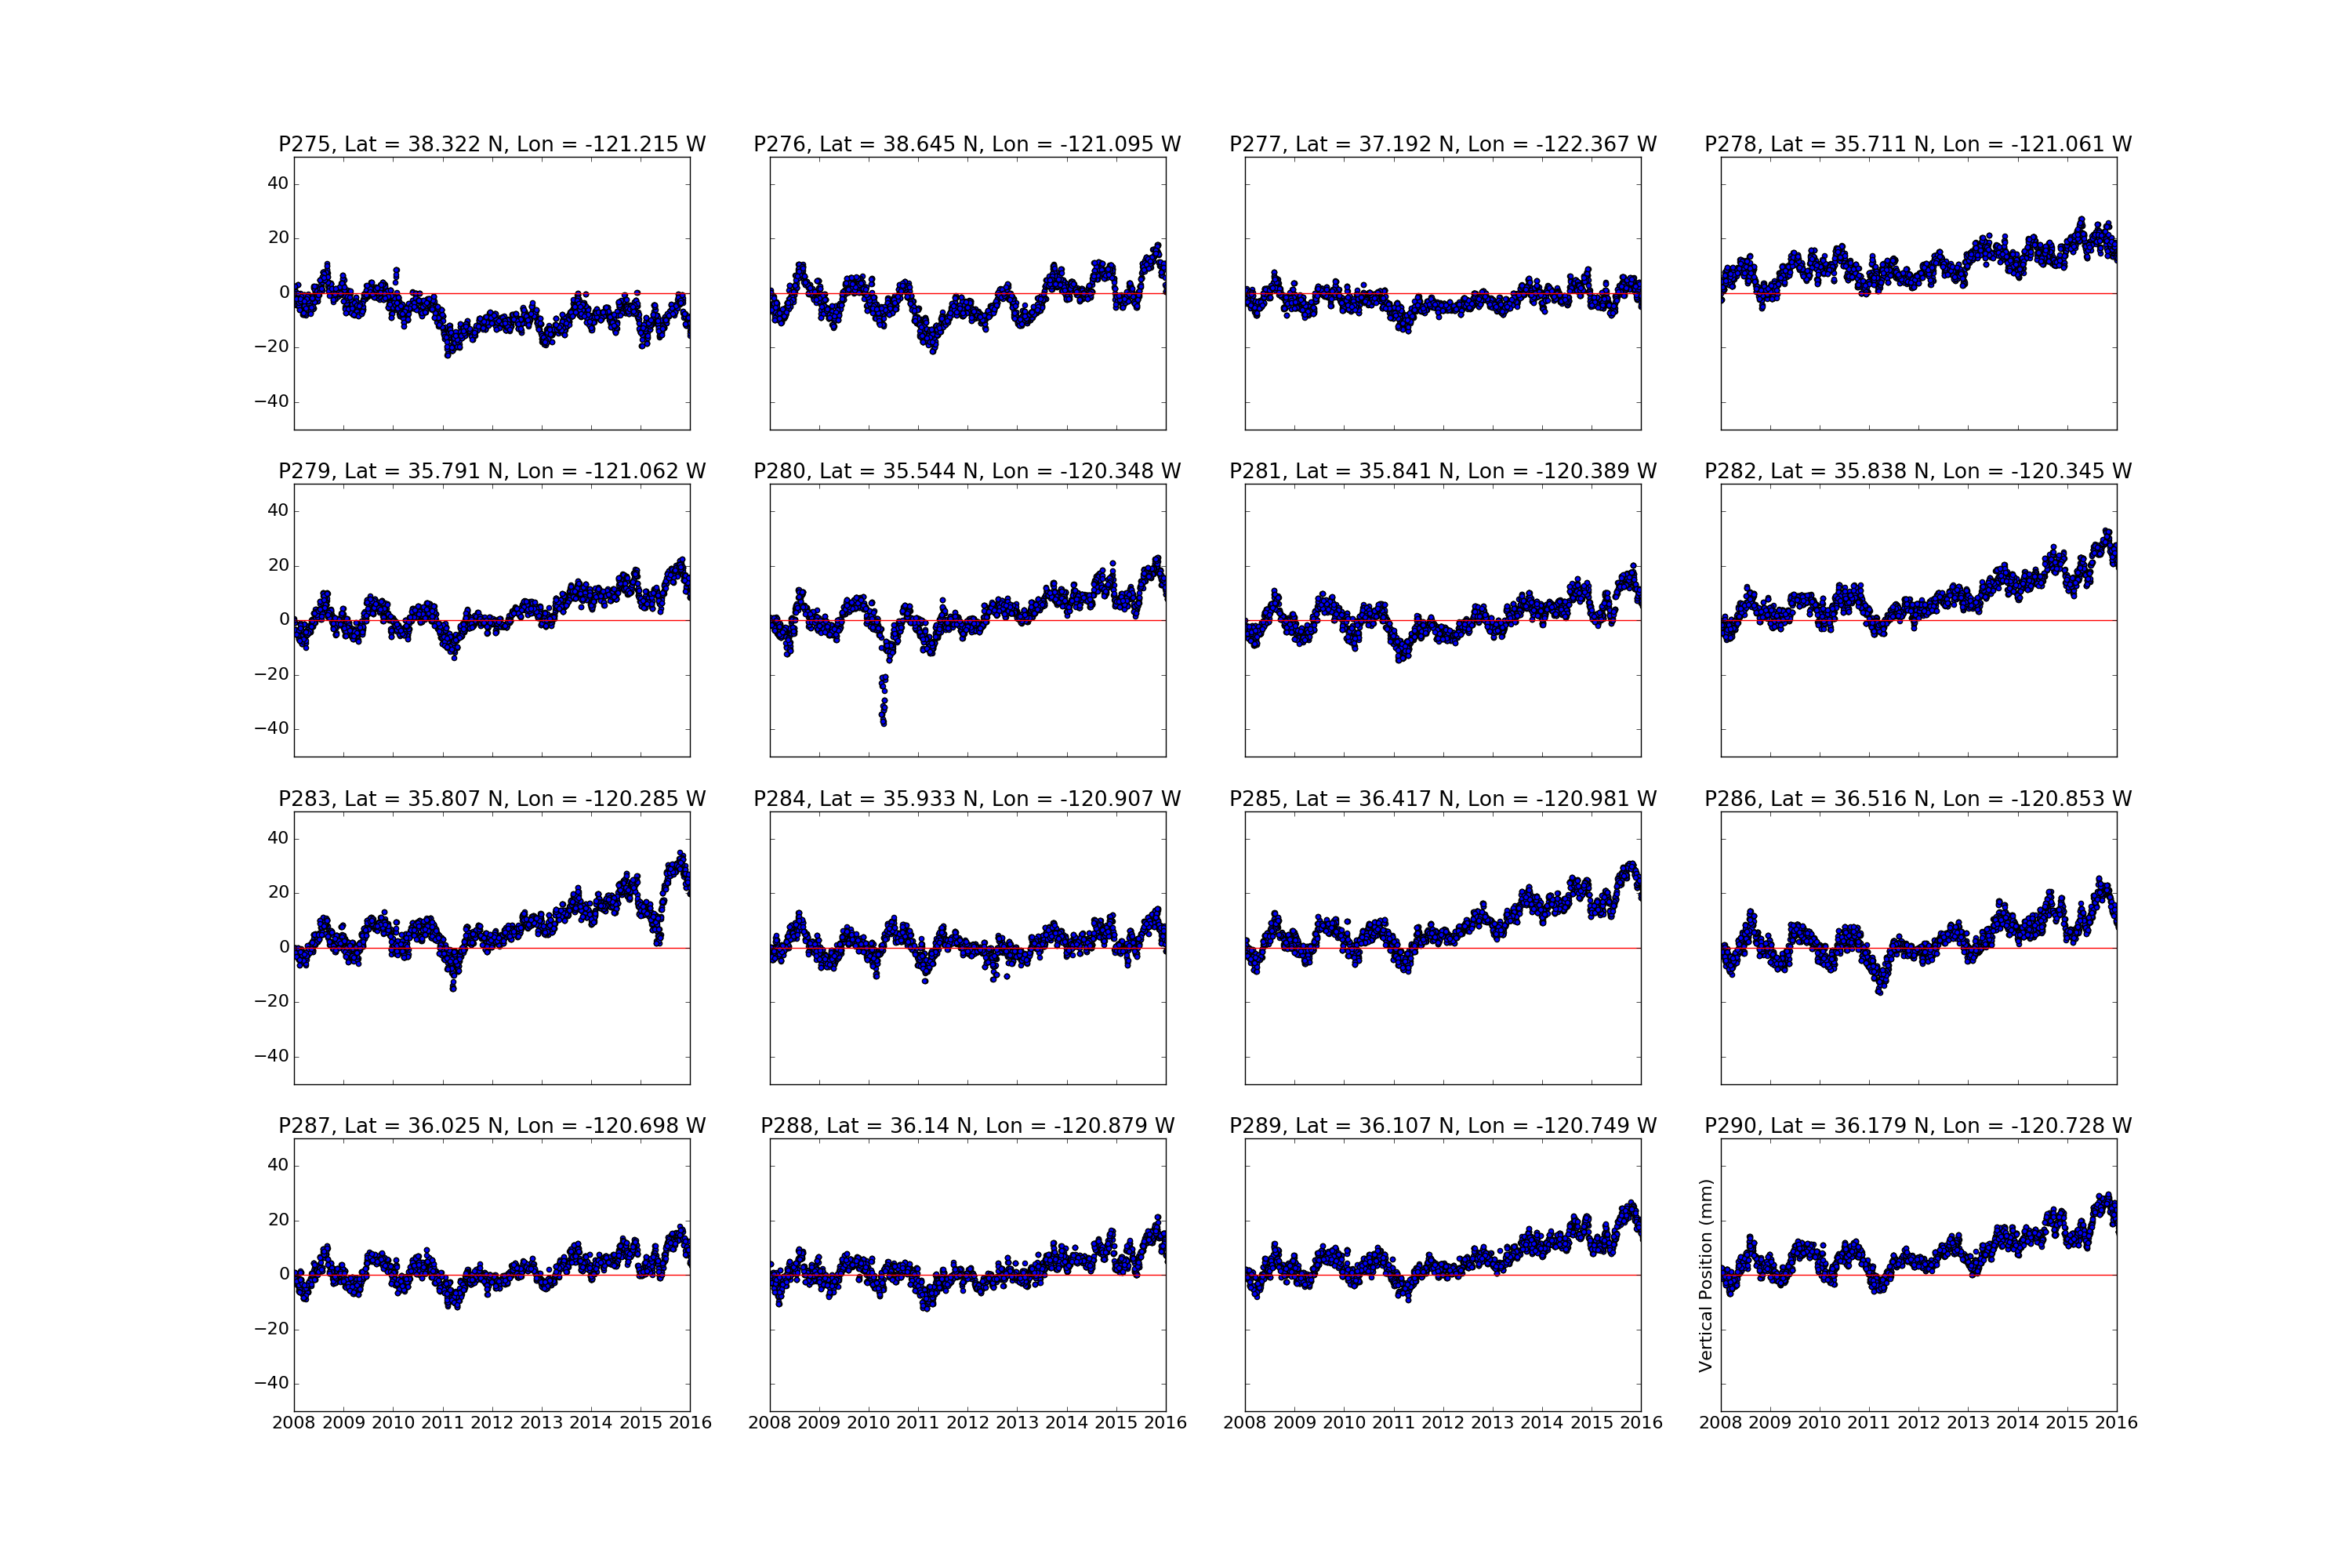 P275, Lat = 38.322 N, Lon = -121.215 W
P276, Lat = 38.645 N, Lon = -121.095 W
P277, Lat = 37.192 N, Lon = -122.367 W
P278, Lat = 35.711 N, Lon = -121.061 W
40
20
0
−20
−40
P279, Lat = 35.791 N, Lon = -121.062 W
P280, Lat = 35.544 N, Lon = -120.348 W
P281, Lat = 35.841 N, Lon = -120.389 W
P282, Lat = 35.838 N, Lon = -120.345 W
40
20
0
−20
−40
P283, Lat = 35.807 N, Lon = -120.285 W
P284, Lat = 35.933 N, Lon = -120.907 W
P285, Lat = 36.417 N, Lon = -120.981 W
P286, Lat = 36.516 N, Lon = -120.853 W
40
20
0
−20
−40
P287, Lat = 36.025 N, Lon = -120.698 W
P288, Lat = 36.14 N, Lon = -120.879 W
P289, Lat = 36.107 N, Lon = -120.749 W
P290, Lat = 36.179 N, Lon = -120.728 W
40
20
0
−20
−40
Vertical Position (mm)
2008 2009 2010 2011 2012 2013 2014 2015 2016
2008 2009 2010 2011 2012 2013 2014 2015 2016
2008 2009 2010 2011 2012 2013 2014 2015 2016
2008 2009 2010 2011 2012 2013 2014 2015 2016